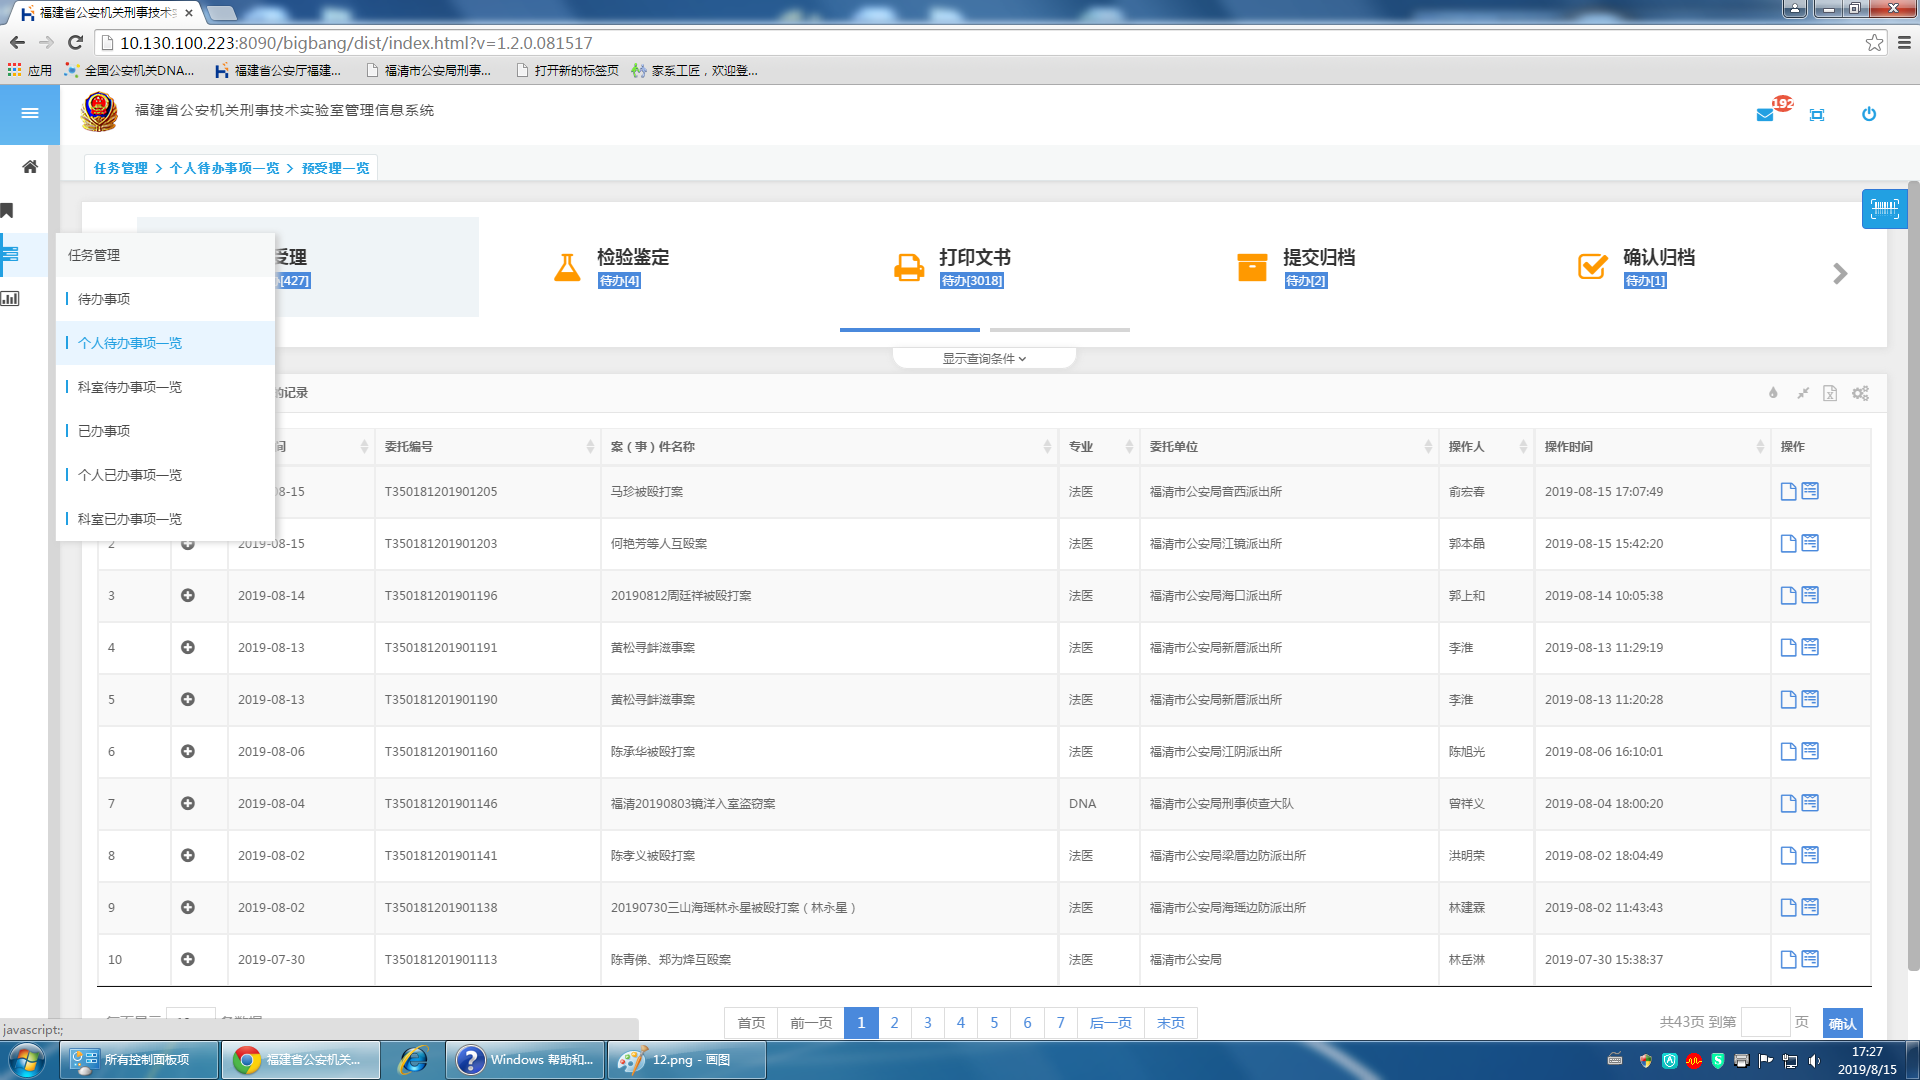 福建省公安机关刑事技术实
10.130.100.223:8090/bigbang/dist/index.html?v=1.2.0.081517
应用 全国公安机关DNA... 福建省公安厅福建... 福清市公安局刑事... 打开新的标签页 家系工匠，欢迎登...
福建省公安机关刑事技术实验室管理信息系统
192
任务管理 > 个人待办事项一览 > 预受理一览
受理
[427]
检验鉴定
待办[4]
打印文书
待办[3018]
提交归档
待办[2]
确认归档
待办[1]
任务管理
待办事项
个人待办事项一览
科室待办事项一览
已办事项
个人已办事项一览
科室已办事项一览
显示查询条件
的记录
间 委托编号 案（事）件名称 专业 委托单位 操作人 操作时间 操作
8-15 T350181201901205 马珍被殴打案 法医 福清市公安局音西派出所 俞宏春 2019-08-15 17:07:49
2 2019-08-15 T350181201901203 何艳芳等人互殴案 法医 福清市公安局江镜派出所 郭本晶 2019-08-15 15:42:20
3 2019-08-14 T350181201901196 20190812周廷祥被殴打案 法医 福清市公安局海口派出所 郭上和 2019-08-14 10:05:38
4 2019-08-13 T350181201901191 黄松寻衅滋事案 法医 福清市公安局新厝派出所 李淮 2019-08-13 11:29:19
5 2019-08-13 T350181201901190 黄松寻衅滋事案 法医 福清市公安局新厝派出所 李淮 2019-08-13 11:20:28
6 2019-08-06 T350181201901160 陈承华被殴打案 法医 福清市公安局江阴派出所 陈旭光 2019-08-06 16:10:01
7 2019-08-04 T350181201901146 福清20190803镜洋入室盗窃案 DNA 福清市公安局刑事侦查大队 曾祥义 2019-08-04 18:00:20
8 2019-08-02 T350181201901141 陈孝义被殴打案 法医 福清市公安局梁厝边防派出所 洪明荣 2019-08-02 18:04:49
9 2019-08-02 T350181201901138 20190730三山海瑶林永星被殴打案（林永星） 法医 福清市公安局海瑶边防派出所 林建霖 2019-08-02 11:43:43
10 2019-07-30 T350181201901113 陈青俤、郑为烽互殴案 法医 福清市公安局 林岳淋 2019-07-30 15:38:37
首页 前一页 1 2 3 4 5 6 7 后一页 末页
共43页 到第 页 确认
javascript:;
所有控制面板项 福建省公安机关... Windows 帮助和... 12.png - 画图
17:27
2019/8/15